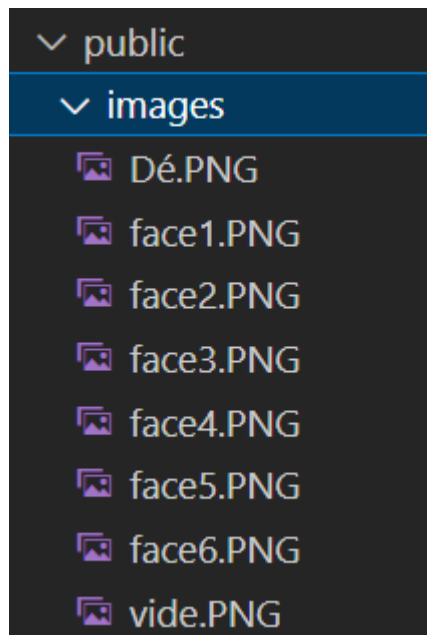 public
images
Dé.PNG
face1.PNG
face2.PNG
face3.PNG
face4.PNG
face5.PNG
face6.PNG
vide.PNG